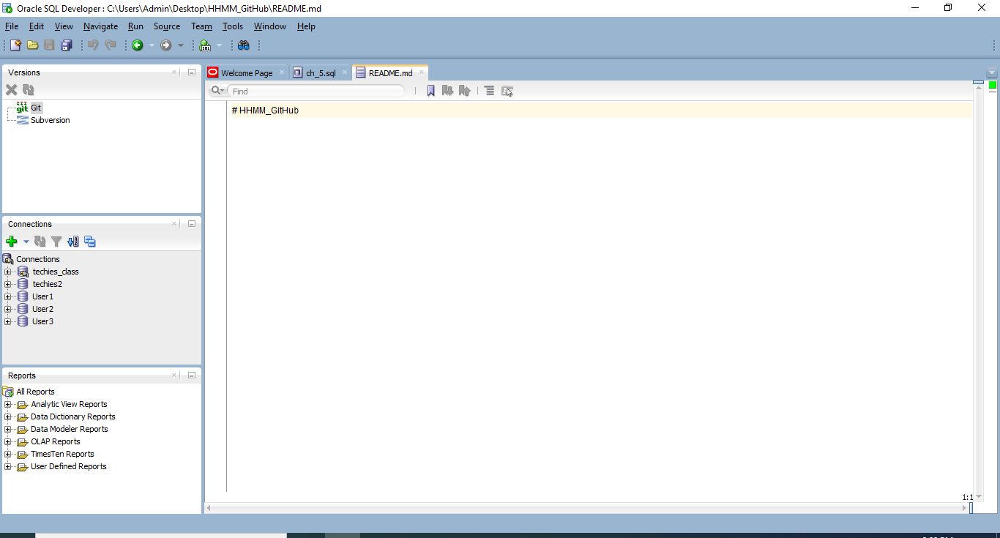 Oracle SQL Developer : C:\Users\Admin\Desktop\HHMM_GitHub\README.md
File Edit View Navigate Run Source Team Tools Window Help
SQL
Versions
Welcome Page
ch_5.sql
README.md
Find
git Git
Subversion
# HHMM_GitHub
Connections
Connections
techies_class
techies2
User1
User2
User3
Reports
All Reports
Analytic View Reports
Data Dictionary Reports
Data Modeler Reports
OLAP Reports
TimesTen Reports
User Defined Reports
1:1